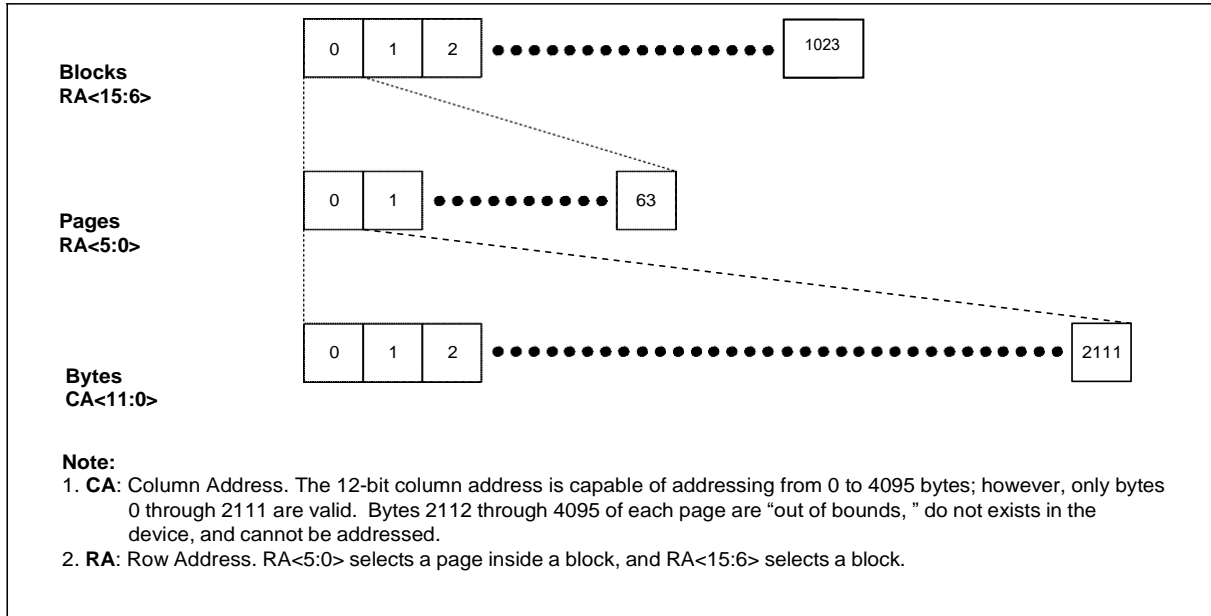 0 1 2 1023
Blocks
RA<15:6>
0 1 63
Pages
RA<5:0>
0 1 2 2111
Bytes
CA<11:0>
Note:
1. CA: Column Address. The 12-bit column address is capable of addressing from 0 to 4095 bytes; however, only bytes
0 through 2111 are valid. Bytes 2112 through 4095 of each page are “out of bounds, ” do not exists in the
device, and cannot be addressed.
2. RA: Row Address. RA<5:0> selects a page inside a block, and RA<15:6> selects a block.